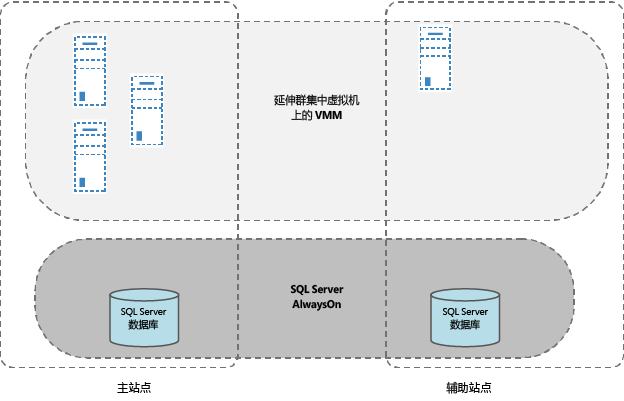 延伸群集中虚拟机
上的 VMM
SQL Server
AlwaysOn
SQL Server
数据库
SQL Server
数据库
主站点
辅助站点